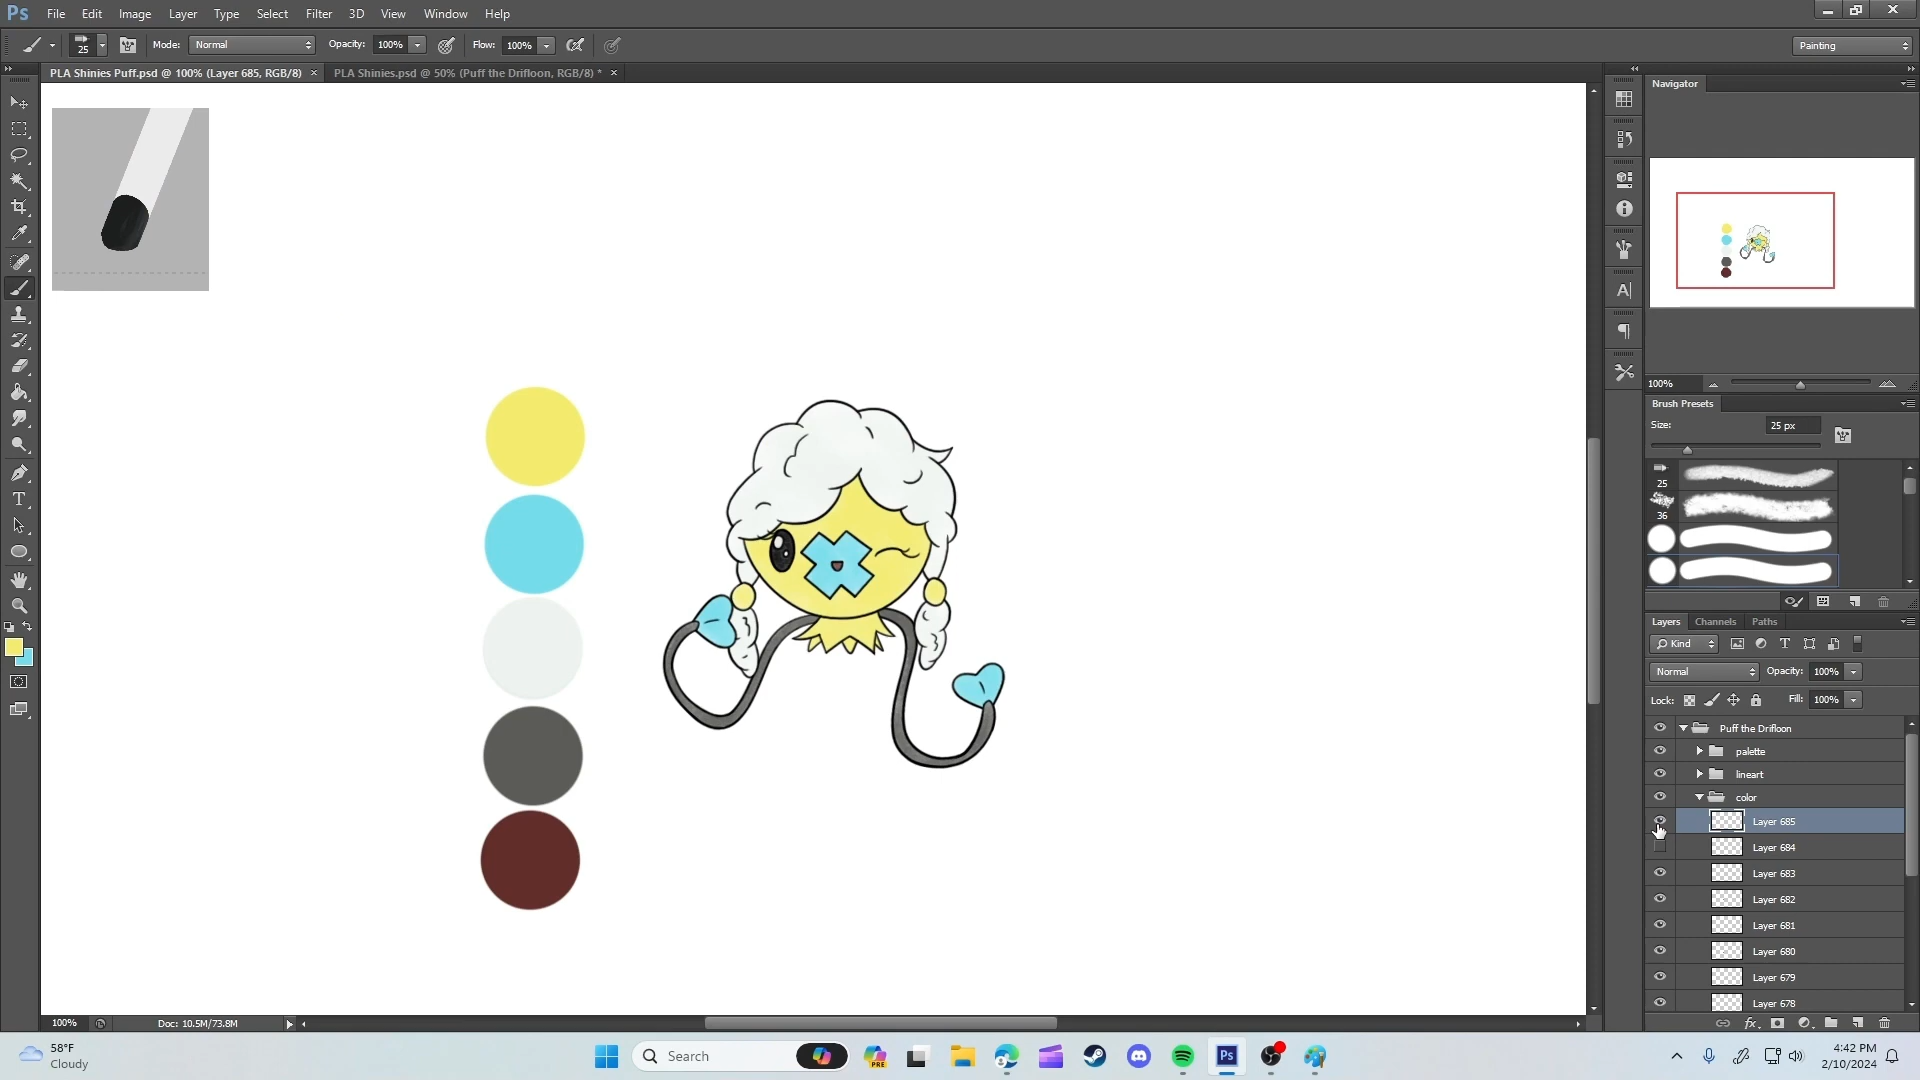 Ps File Edit Image Layer Type Select Filter 3D View Window Help
25 Mode: Normal Opacity: 100% Flow: 100% Painting
PLA Shinies Puff.psd @ 100% (Layer 685, RGB/8) × PLA Shinies.psd @ 50% (Puff the Drifloon, RGB/8) * ×
Navigator
100%
Brush Presets
Size: 25 px
25
36
Layers Channels Paths
Kind
Normal Opacity: 100%
Lock: Fill: 100%
Puff the Drifloon
palette
lineart
color
Layer 685
Layer 684
Layer 683
Layer 682
Layer 681
Layer 680
Layer 679
Layer 678
100% Doc: 10.5M/73.8M
58°F
Cloudy
Search
PRE
Ps
4:42 PM
2/10/2024